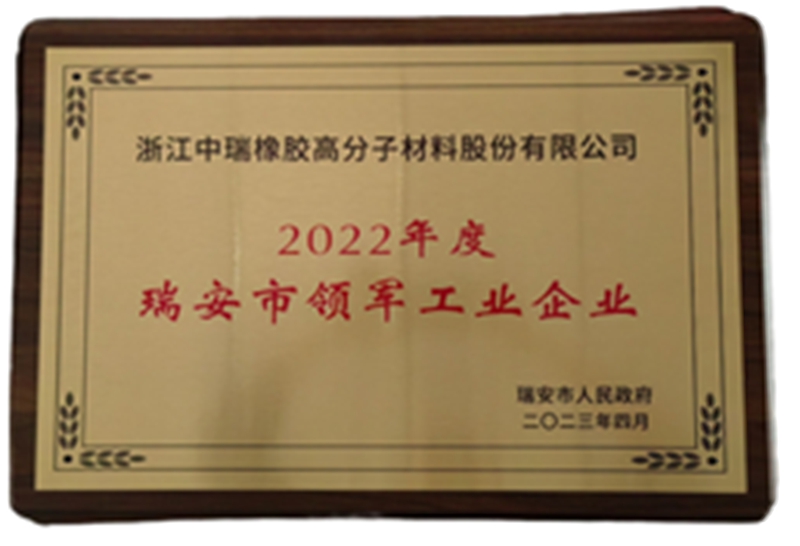 浙江中瑞橡胶高分子材料股份有限公司
2022年度
瑞安市领军工业企业
瑞安市人民政府
二〇二三年四月